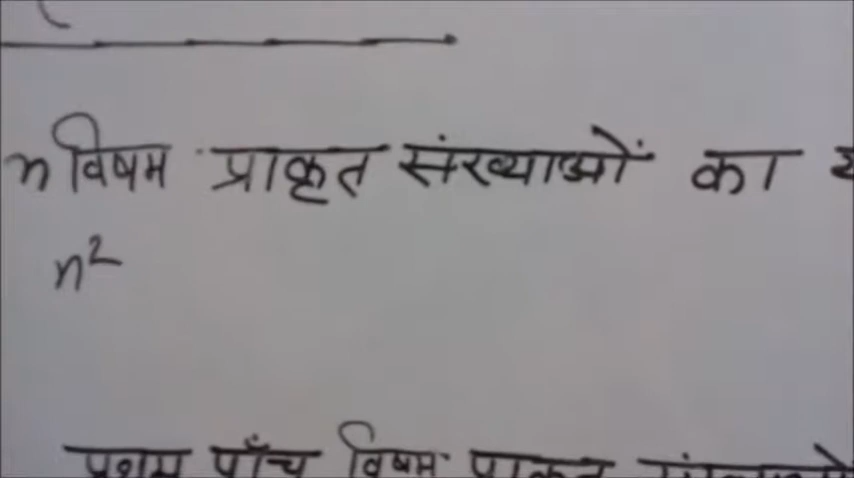 n विषम प्राकृत संख्याओं का
n²
प्रथम पाँच विषम प्राकृत संख्याओं